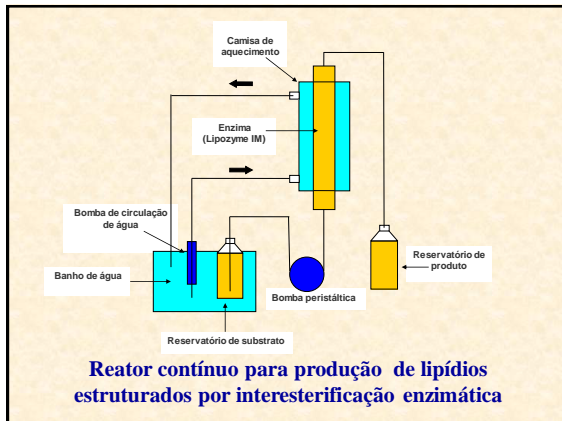 Camisa de
aquecimento
Enzima
(Lipozyme IM)
Bomba de circulação
de água
Banho de água
Reservatório de
produto
Bomba peristáltica
Reservatório de substrato
Reator contínuo para produção de lipídios
estruturados por interesterificação enzimática